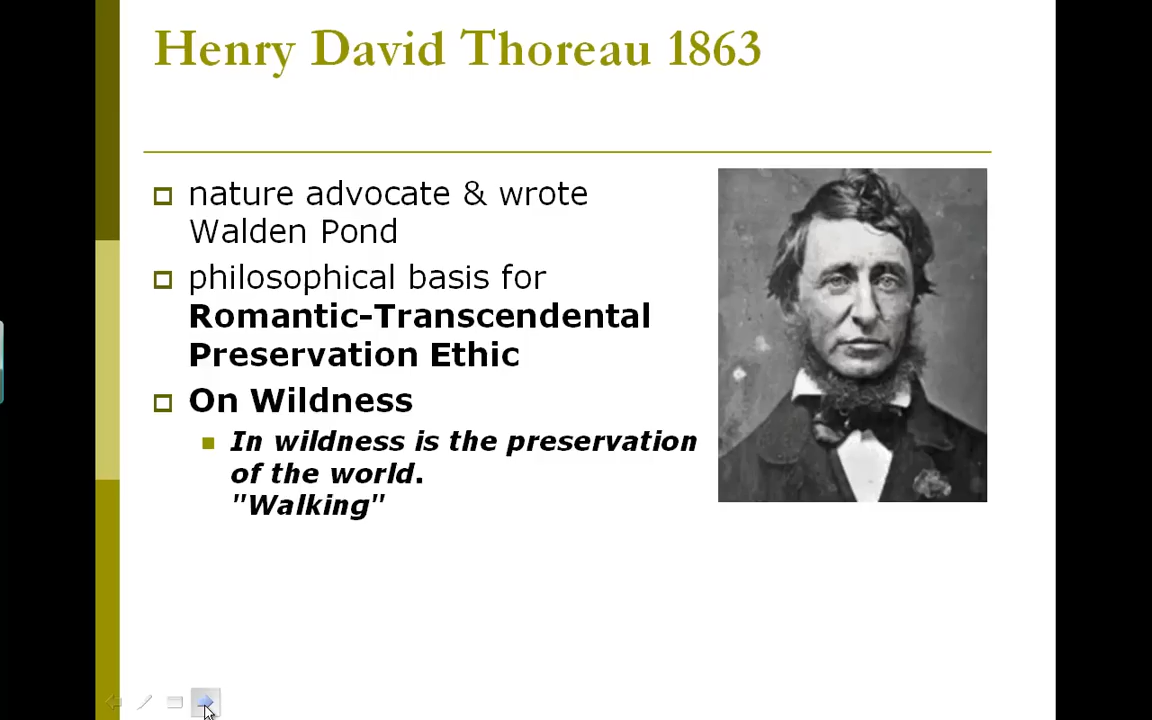 Henry David Thoreau 1863
nature advocate & wrote
Walden Pond
philosophical basis for
Romantic-Transcendental
Preservation Ethic
On Wildness
In wildness is the preservation
of the world.
"Walking"